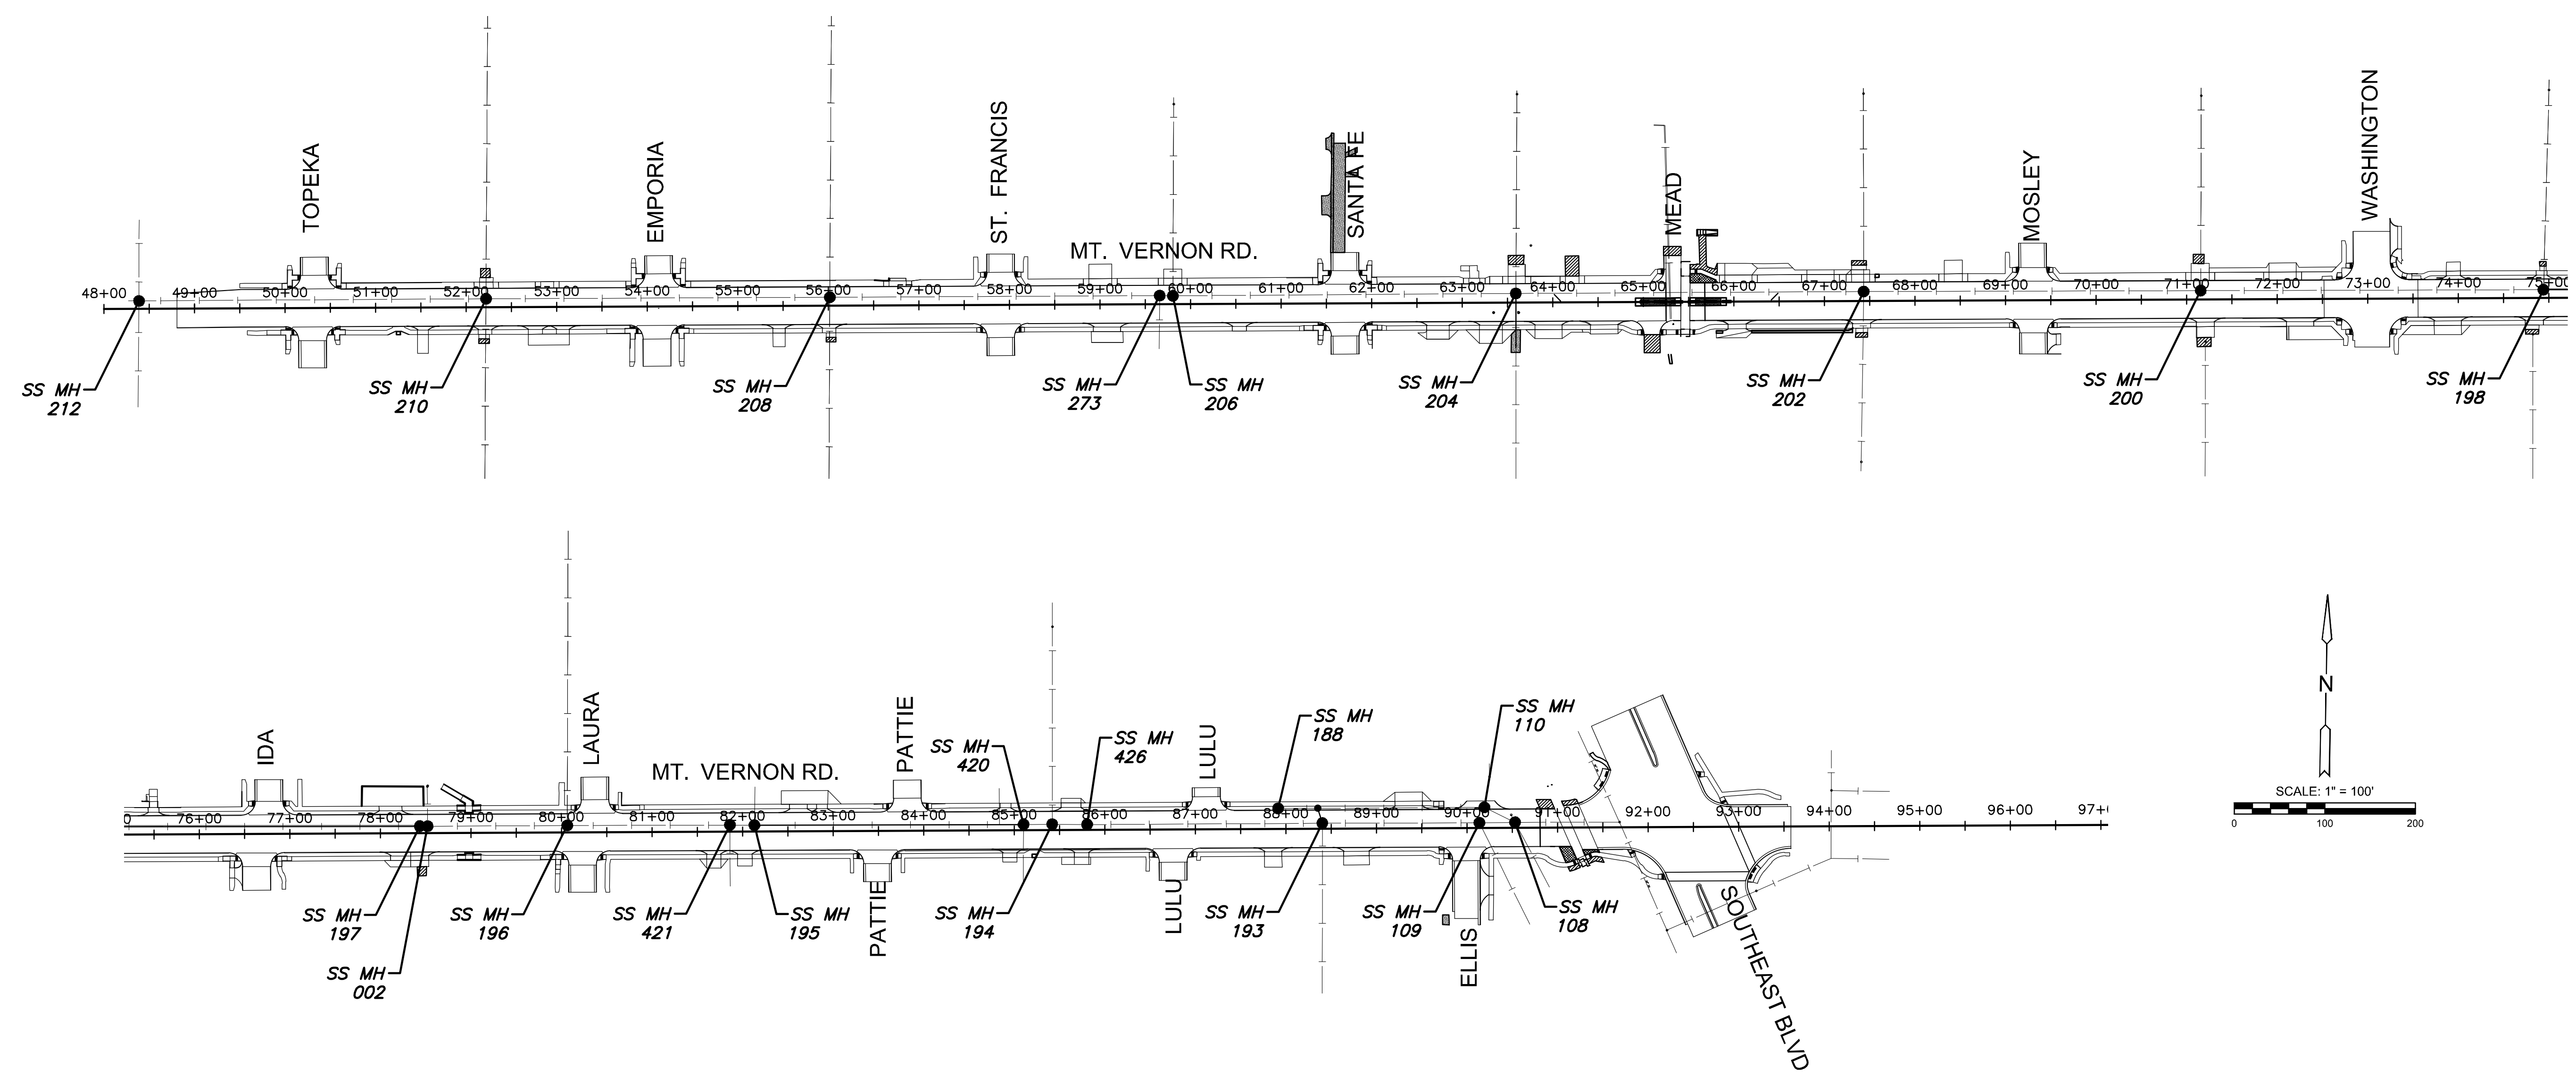 TOPEKA
EMPORIA
ST. FRANCIS
MT. VERNON RD.
SANTA FE
MEAD
MOSLEY
WASHINGTON
48+00 49+00 50+00 51+00 52+00 53+00 54+00 55+00 56+00 57+00 58+00 59+00 60+00 61+00 62+00 63+00 64+00 65+00 66+00 67+00 68+00 69+00 70+00 71+00 72+00 73+00 74+00 75+00
SS MH
212
SS MH
210
SS MH
208
SS MH
273
SS MH
206
SS MH
204
SS MH
202
SS MH
200
SS MH
198
IDA
LAURA
MT. VERNON RD.
PATTIE
SS MH
420
SS MH
426
LULU
SS MH
188
SS MH
110
N
SCALE: 1" = 100'
0 100 200
76+00 77+00 78+00 79+00 80+00 81+00 82+00 83+00 84+00 85+00 86+00 87+00 88+00 89+00 90+00 91+00 92+00 93+00 94+00 95+00 96+00
SS MH
197
SS MH
002
SS MH
196
SS MH
421
SS MH
195
PATTIE
SS MH
194
LULU
SS MH
193
SS MH
109
ELLIS
SS MH
108
SOUTHEAST BLVD